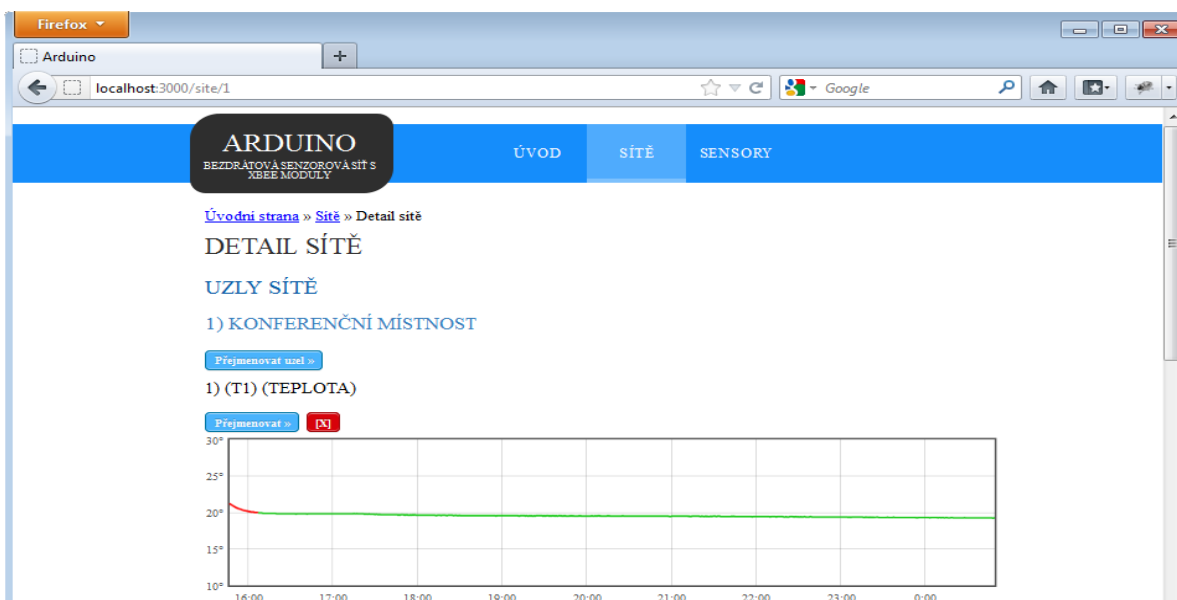 Firefox
Arduino
localhost:3000/site/1
Google
ARDUINO
BEZDRÁTOVÁ SENZOROVÁ SÍŤ S
XBEE MODULY
ÚVOD
SÍTĚ
SENSORY
Úvodní strana » Sítě » Detail sítě
DETAIL SÍTĚ
UZLY SÍTĚ
1) KONFERENČNÍ MÍSTNOST
Přejmenovat uzel »
1) (T1) (TEPLOTA)
Přejmenovat » [X]
30°
25°
20°
15°
10°
16:00 17:00 18:00 19:00 20:00 21:00 22:00 23:00 0:00